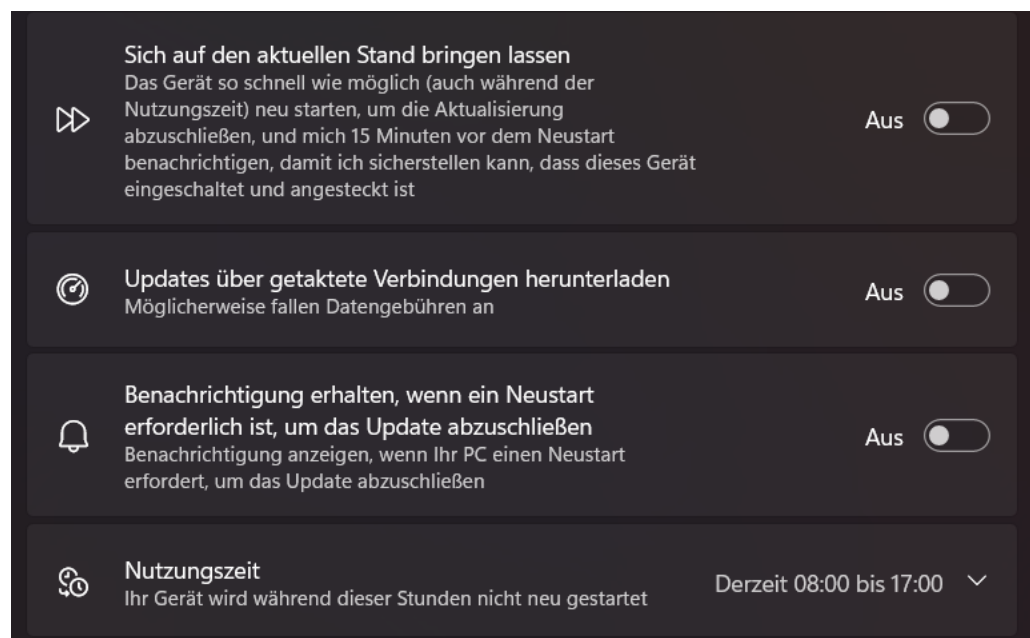 Sich auf den aktuellen Stand bringen lassen
Das Gerät so schnell wie möglich (auch während der
Nutzungszeit) neu starten, um die Aktualisierung
abzuschließen, und mich 15 Minuten vor dem Neustart
benachrichtigen, damit ich sicherstellen kann, dass dieses Gerät
eingeschaltet und angesteckt ist
Aus
Updates über getaktete Verbindungen herunterladen
Möglicherweise fallen Datengebühren an
Aus
Benachrichtigung erhalten, wenn ein Neustart
erforderlich ist, um das Update abzuschließen
Benachrichtigung anzeigen, wenn Ihr PC einen Neustart
erfordert, um das Update abzuschließen
Aus
Nutzungszeit
Ihr Gerät wird während dieser Stunden nicht neu gestartet
Derzeit 08:00 bis 17:00